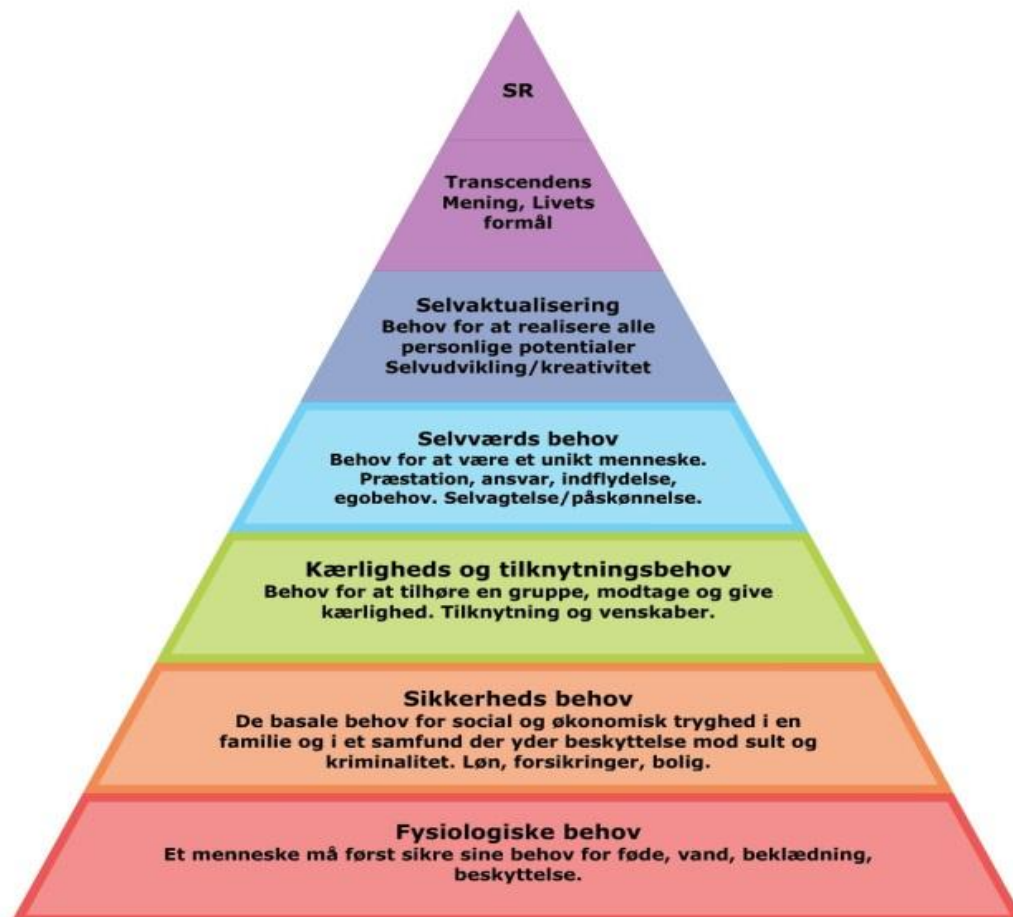 SR
Transcendens
Mening, Livets
formål
Selvaktualisering
Behov for at realisere alle
personlige potentialer
Selvudvikling/kreativitet
Selvværds behov
Behov for at være et unikt menneske.
Præstation, ansvar, indflydelse,
egobehov. Selvagtelse/påskønnelse.
Kærligheds og tilknytningsbehov
Behov for at tilhøre en gruppe, modtage og give
kærlighed. Tilknytning og venskaber.
Sikkerheds behov
De basale behov for social og økonomisk tryghed i en
familie og i et samfund der yder beskyttelse mod sult og
kriminalitet. Løn, forsikringer, bolig.
Fysiologiske behov
Et menneske må først sikre sine behov for føde, vand, beklædning,
beskyttelse.